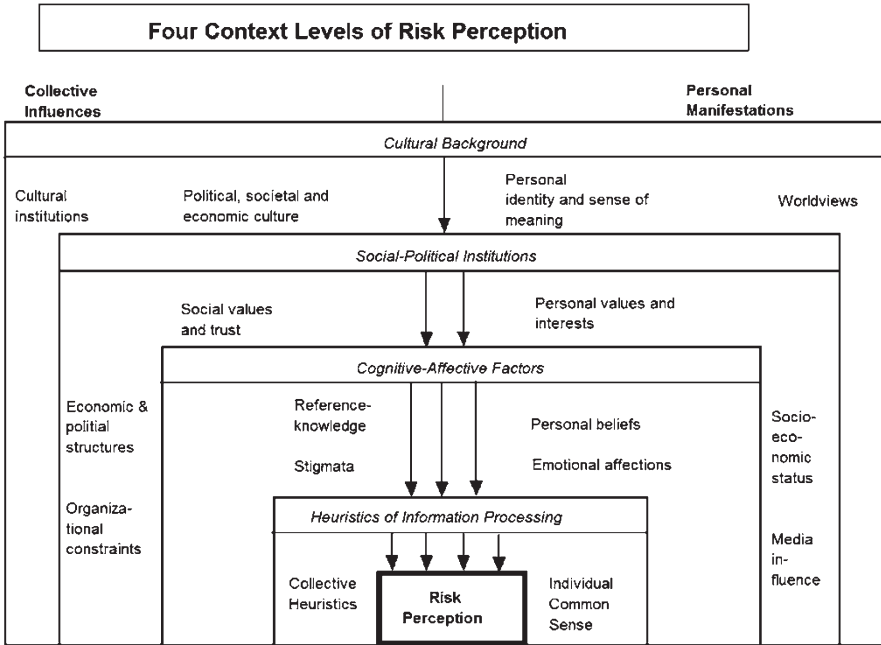 Four Context Levels of Risk Perception
Collective
Influences
Personal
Manifestations
Cultural Background
Cultural
institutions
Political, societal and
economic culture
Personal
identity and sense of
meaning
Worldviews
Social-Political Institutions
Social values
and trust
Personal values and
interests
Cognitive-Affective Factors
Economic &
politial
structures
Reference-
knowledge
Personal beliefs
Socio-
eco-
nomic
status
Stigmata
Emotional affections
Organiza-
tional
constraints
Heuristics of Information Processing
Media
in-
fluence
Collective
Heuristics
Risk
Perception
Individual
Common
Sense